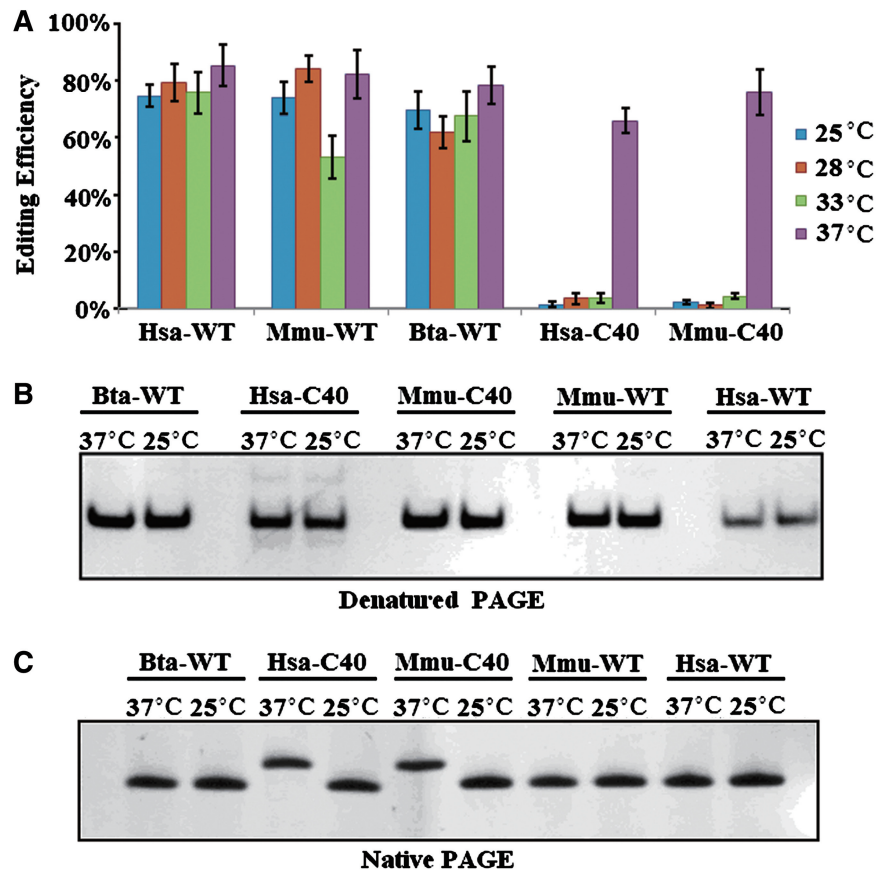 A
Editing Efficiency
100%
80%
60%
40%
20%
0%
Hsa-WT Mmu-WT Bta-WT Hsa-C40 Mmu-C40
25°C
28°C
33°C
37°C
B
Bta-WT Hsa-C40 Mmu-C40 Mmu-WT Hsa-WT
37°C 25°C 37°C 25°C 37°C 25°C 37°C 25°C 37°C 25°C
Denatured PAGE
C
Bta-WT Hsa-C40 Mmu-C40 Mmu-WT Hsa-WT
37°C 25°C 37°C 25°C 37°C 25°C 37°C 25°C 37°C 25°C
Native PAGE